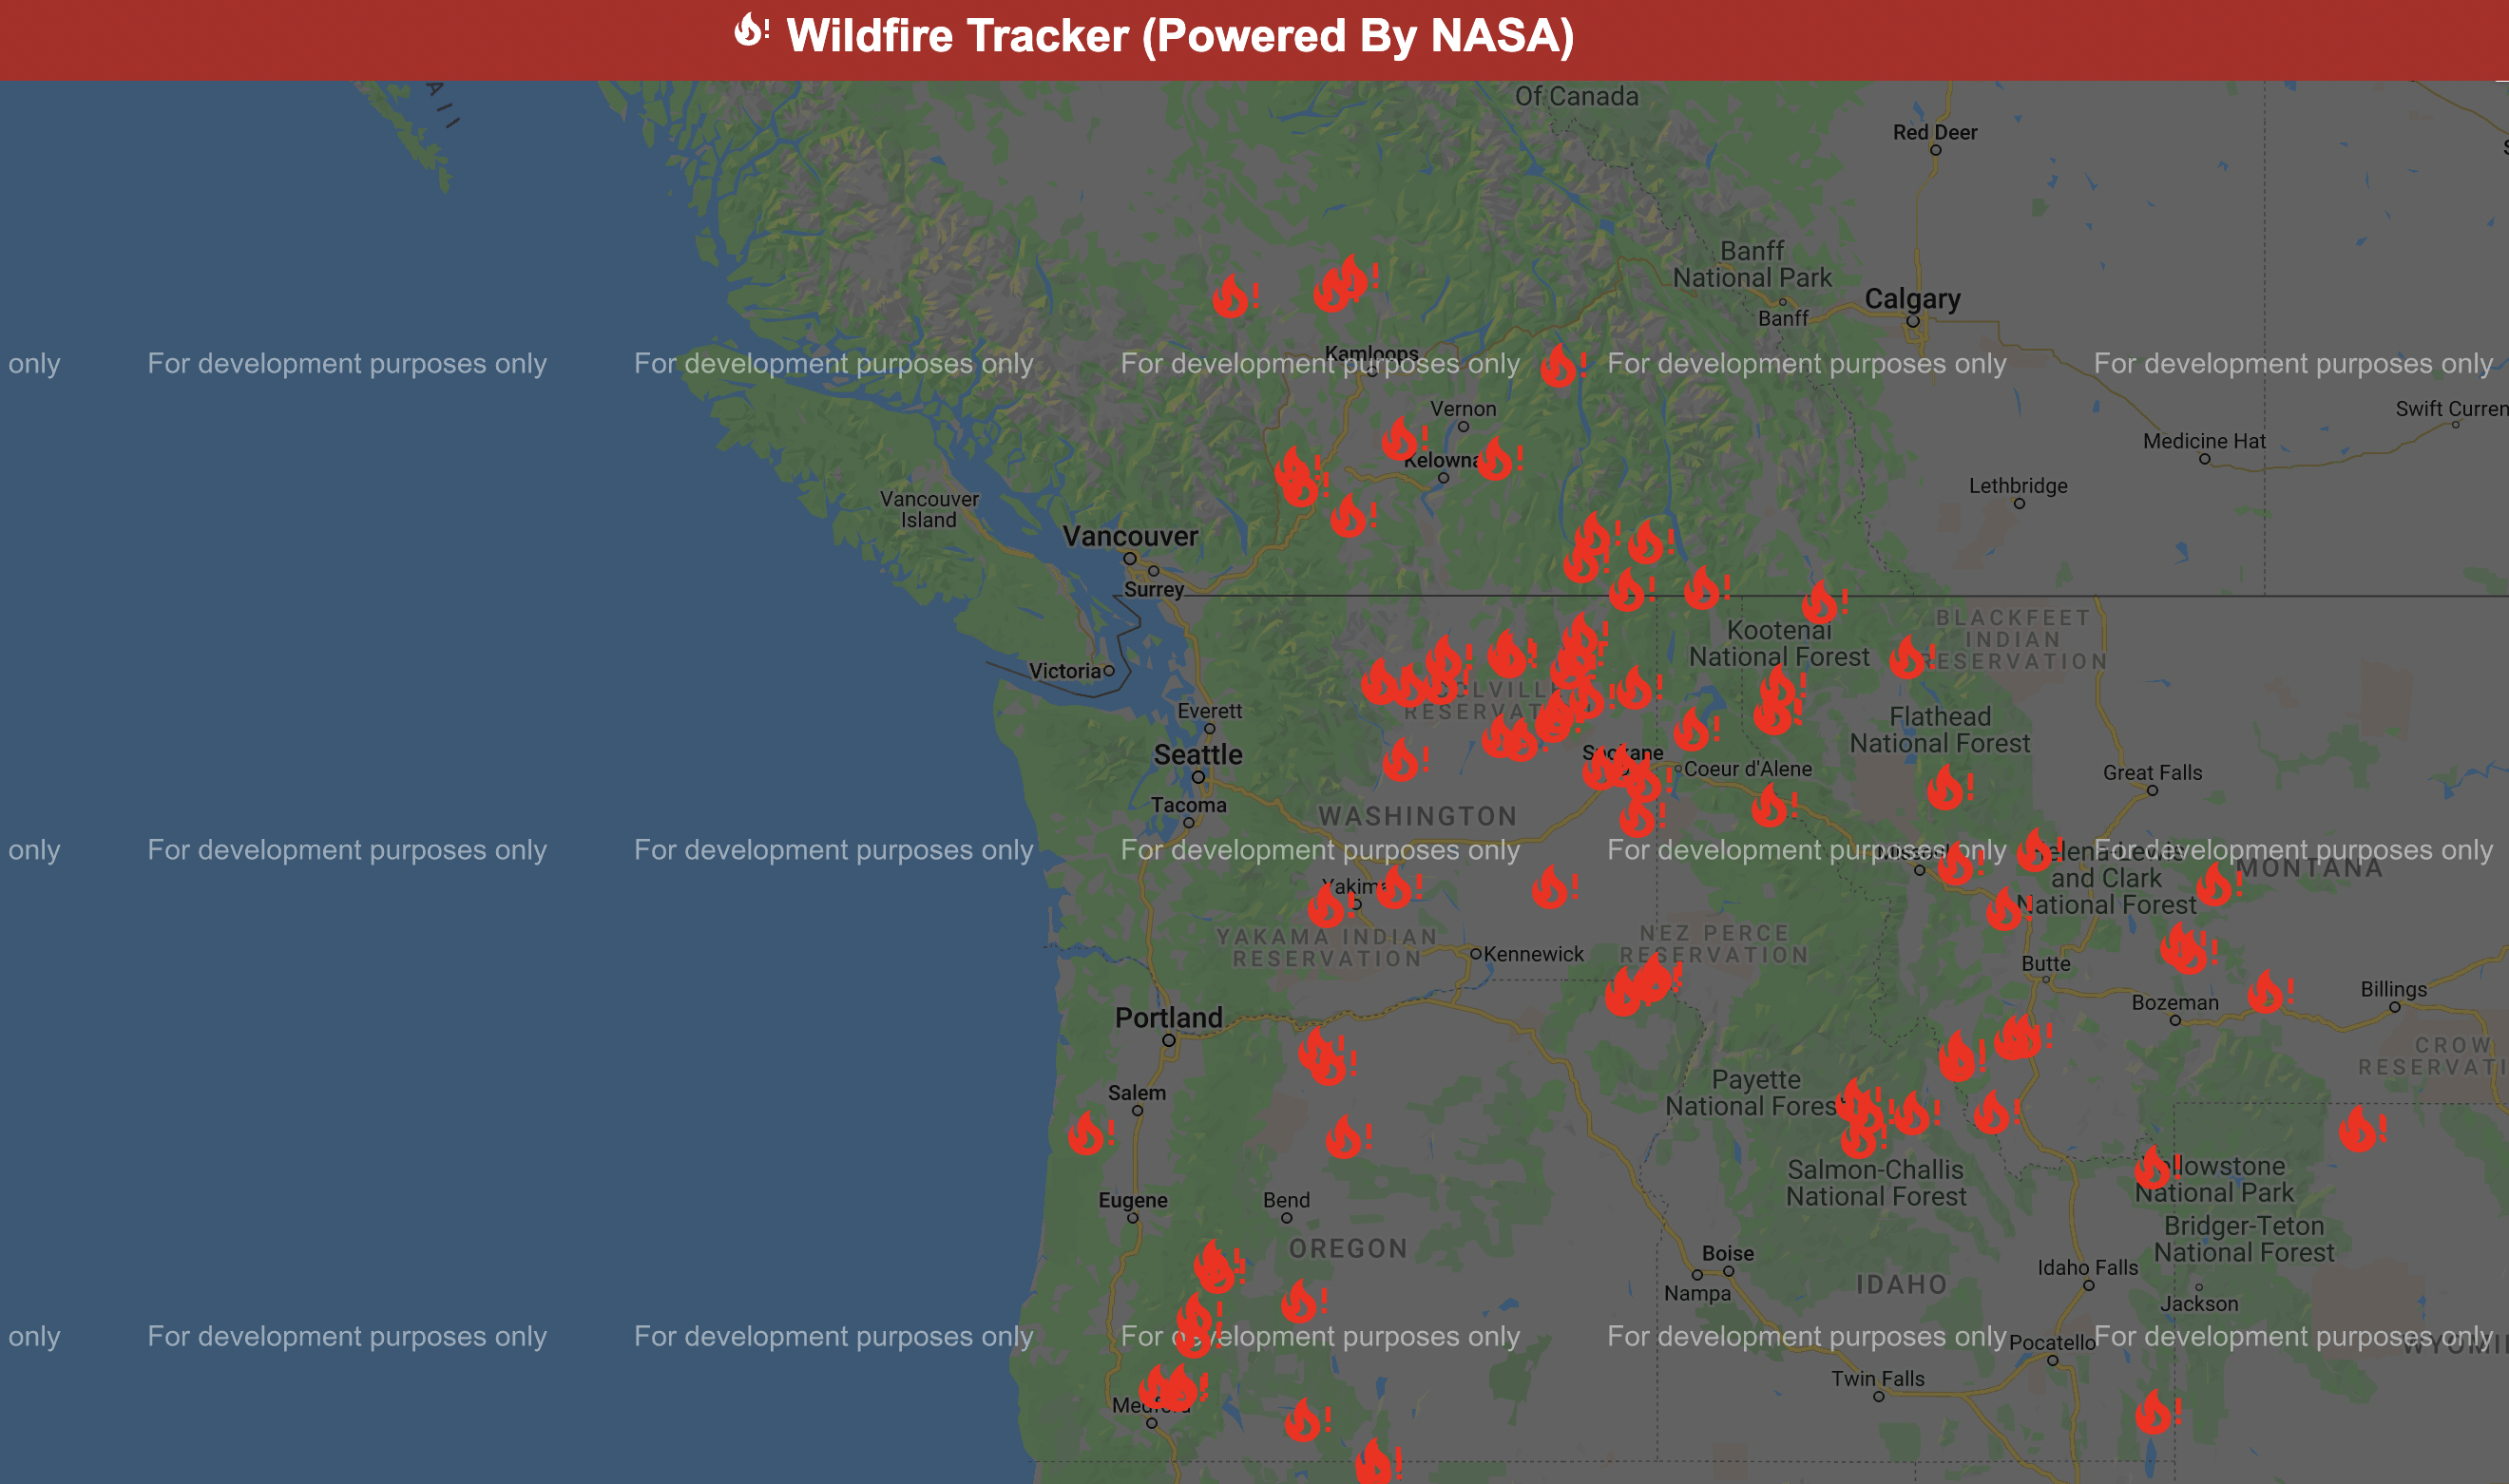 Wildfire Tracker (Powered By NASA)
Of Canada
Red Deer
Banff
National Park
Banff
Calgary
Kamloops
only
For development purposes only
For development purposes only
For development purposes only
For development purposes only
For development purposes only
Vernon
Swift Curren
Medicine Hat
Kelowna
Lethbridge
Vancouver
Island
Vancouver
Surrey
BLACKFEET
INDIAN
RESERVATION
Kootenai
National Forest
Victoria
COLVILLE
RESERVATION
Everett
Flathead
National Forest
Seattle
Spokane
Coeur d'Alene
Great Falls
Tacoma
WASHINGTON
only
For development purposes only
For development purposes only
For development purposes only
For development purposes only
For development purposes only
Helena-Lewis
and Clark
National Forest
MONTANA
Yakima
YAKAMA INDIAN
RESERVATION
NEZ PERCE
RESERVATION
Kennewick
Butte
Billings
Bozeman
Portland
CROW
RESERVATI
Payette
National Forest
Salem
Salmon-Challis
National Forest
Yellowstone
National Park
Eugene
Bend
Bridger-Teton
National Forest
OREGON
Boise
Nampa
IDAHO
Idaho Falls
Jackson
only
For development purposes only
For development purposes only
For development purposes only
For development purposes only
For development purposes only
Pocatello
WYOMI
Twin Falls
Medford